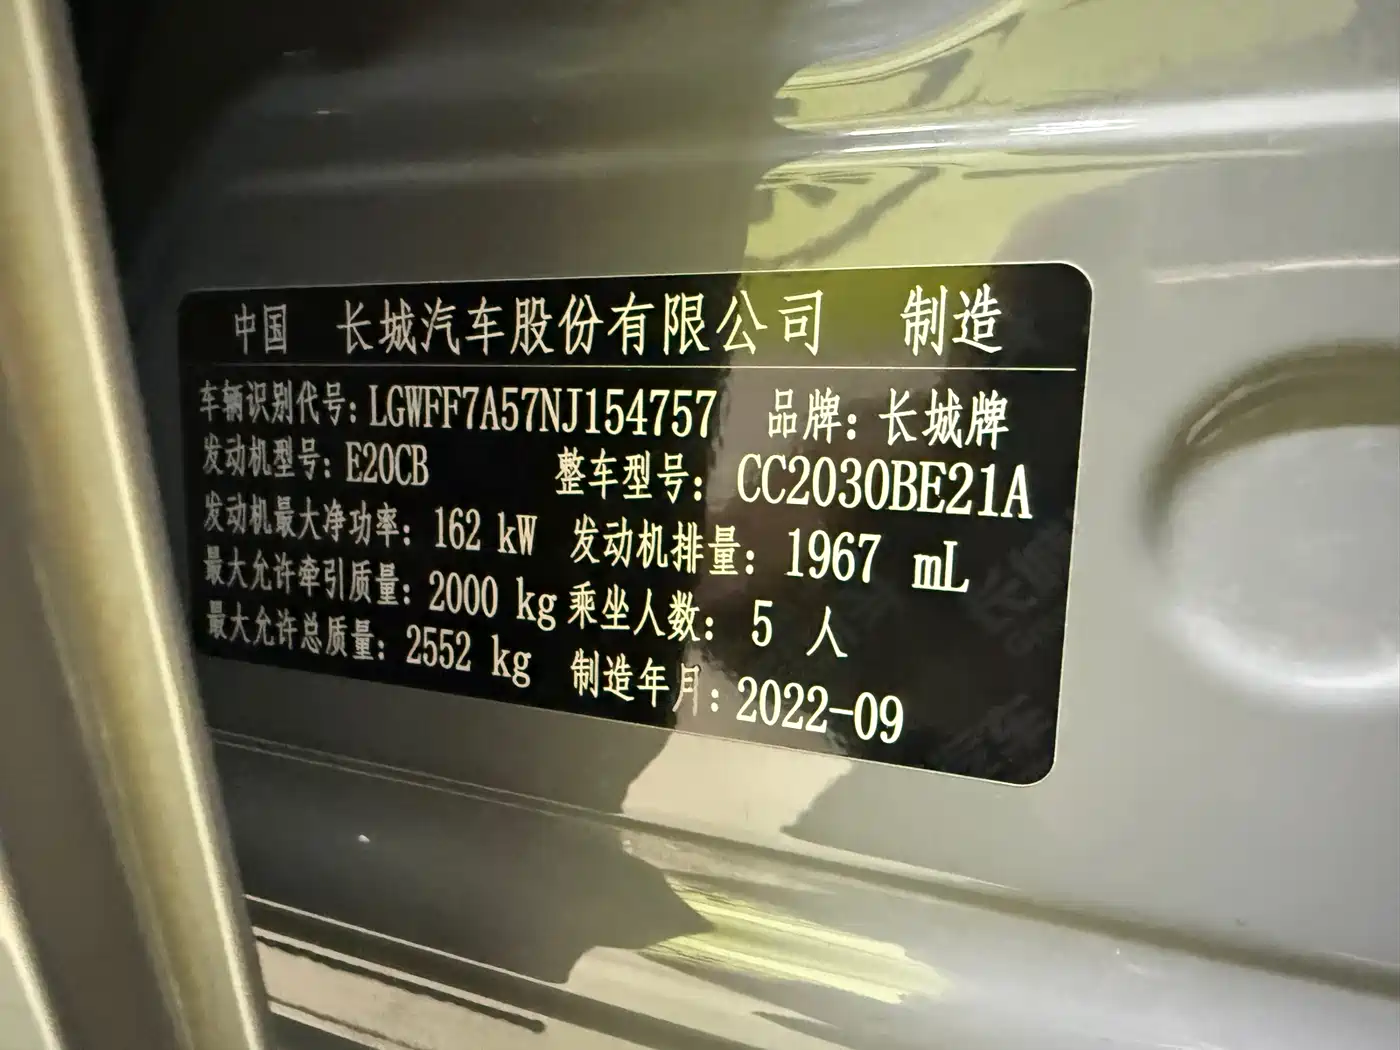 中国 长城汽车股份有限公司 制造
车辆识别代号: LGWFF7A57NJ154757 品牌: 长城牌
发动机型号: E20CB 整车型号: CC2030BE21A
发动机最大净功率: 162 kW 发动机排量: 1967 mL
最大允许牵引质量: 2000 kg 乘坐人数: 5 人
最大允许总质量: 2552 kg 制造年月: 2022-09